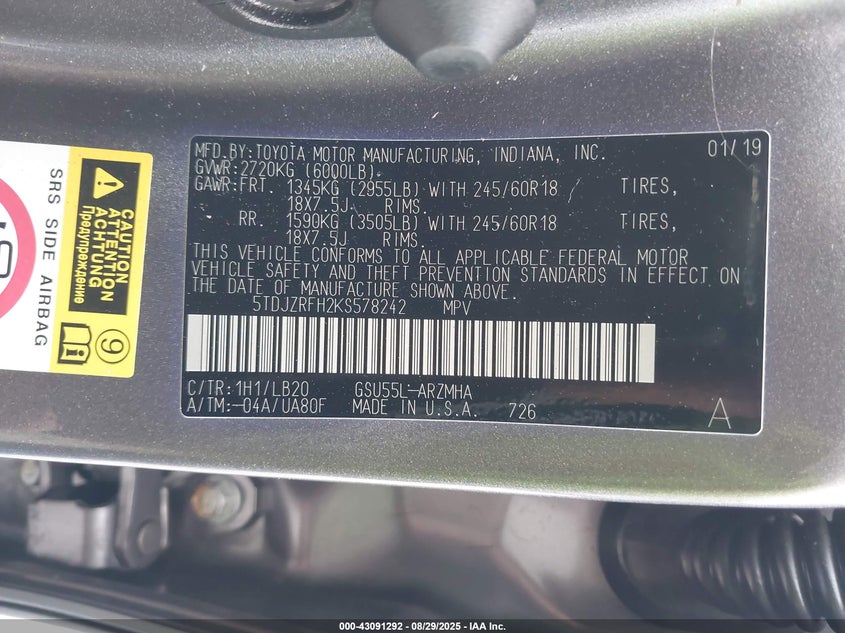 MFD.BY:TOYOTA MOTOR MANUFACTURING, INDIANA, INC. 01/19
GVWR:2720KG (6000LB)
GAWR:FRT. 1345KG (2955LB) WITH 245/60R18 TIRES,
18X7.5J RIMS.
RR. 1590KG (3505LB) WITH 245/60R18 TIRES,
18X7.5J RIMS.
THIS VEHICLE CONFORMS TO ALL APPLICABLE FEDERAL MOTOR
VEHICLE SAFETY AND THEFT PREVENTION STANDARDS IN EFFECT ON
THE DATE OF MANUFACTURE SHOWN ABOVE.
5TDJZRFH2KS578242 MPV
C/TR:1H1/LB20 GSU55L-ARZMHA
A/TM:-04A/UA80F MADE IN U.S.A. 726 A
CAUTION
ATTENTION
ACHTUNG
Предупреждение
9
SRS SIDE AIRBAG
000-43091292 - 08/29/2025 - IAA Inc.